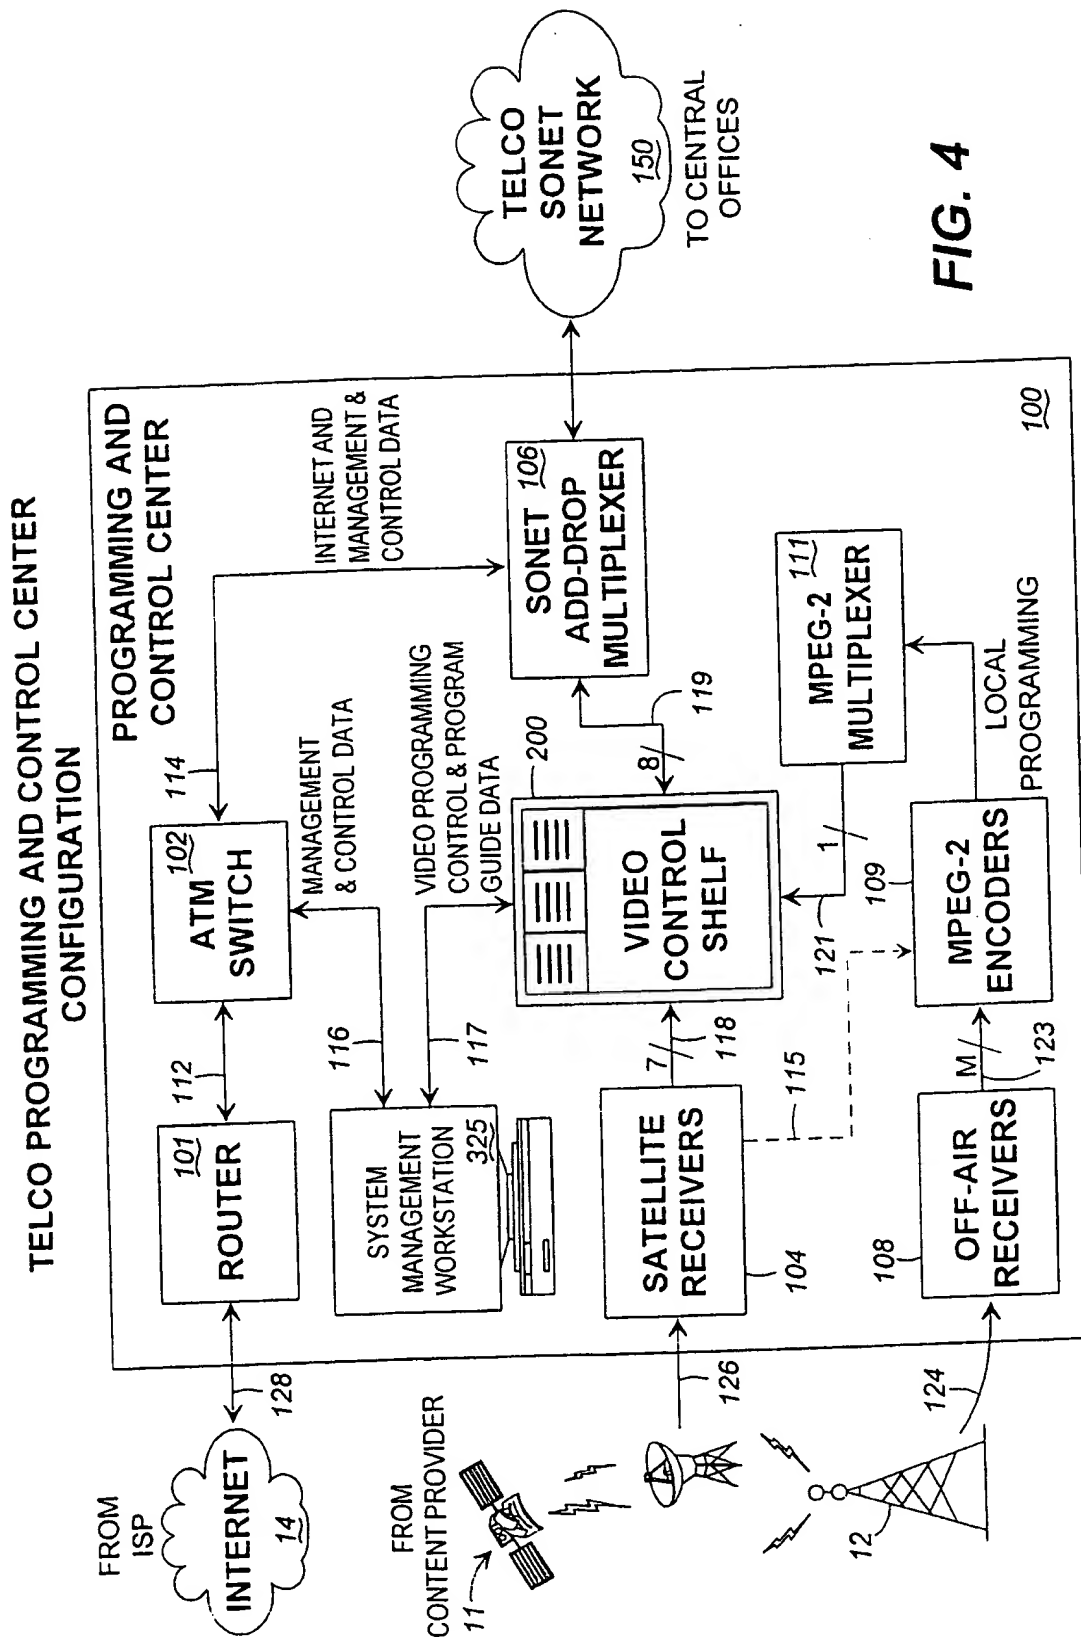 TELCO PROGRAMMING AND CONTROL CENTER
CONFIGURATION
PROGRAMMING AND
CONTROL CENTER
FROM
ISP
INTERNET
14
128
ROUTER
101
112
ATM
SWITCH
102
114
INTERNET AND
MANAGEMENT &
CONTROL DATA
MANAGEMENT
& CONTROL DATA
116
117
VIDEO PROGRAMMING
CONTROL & PROGRAM
GUIDE DATA
SYSTEM
MANAGEMENT
WORKSTATION
325
SONET
ADD-DROP
MULTIPLEXER
106
TELCO
SONET
NETWORK
150
TO CENTRAL
OFFICES
FROM
CONTENT PROVIDER
11
126
SATELLITE
RECEIVERS
104
7
118
115
VIDEO
CONTROL
SHELF
200
8
119
1
121
MPEG-2
MULTIPLEXER
111
LOCAL
PROGRAMMING
12
124
OFF-AIR
RECEIVERS
108
M
123
MPEG-2
ENCODERS
109
100
FIG. 4